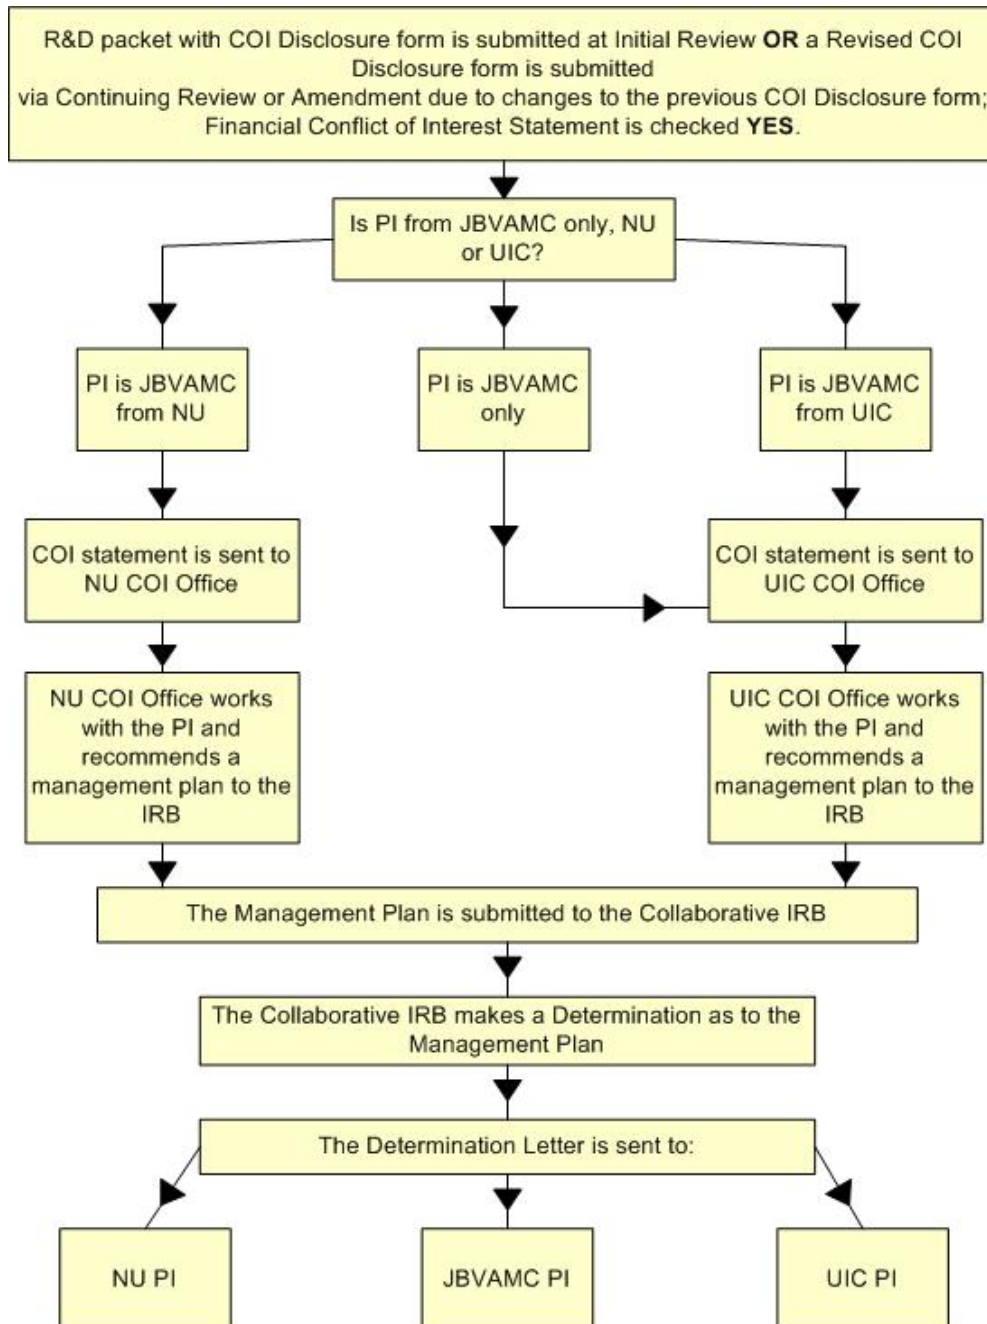 R&D packet with COI Disclosure form is submitted at Initial Review OR a Revised COI
Disclosure form is submitted
via Continuing Review or Amendment due to changes to the previous COI Disclosure form;
Financial Conflict of Interest Statement is checked YES.
Is PI from JBVAMC only, NU
or UIC?
PI is JBVAMC
from NU
PI is JBVAMC
only
PI is JBVAMC
from UIC
COI statement is sent to
NU COI Office
COI statement is sent to
UIC COI Office
NU COI Office works
with the PI and
recommends a
management plan to the
IRB
UIC COI Office works
with the PI and
recommends a
management plan to the
IRB
The Management Plan is submitted to the Collaborative IRB
The Collaborative IRB makes a Determination as to the
Management Plan
The Determination Letter is sent to:
NU PI
JBVAMC PI
UIC PI